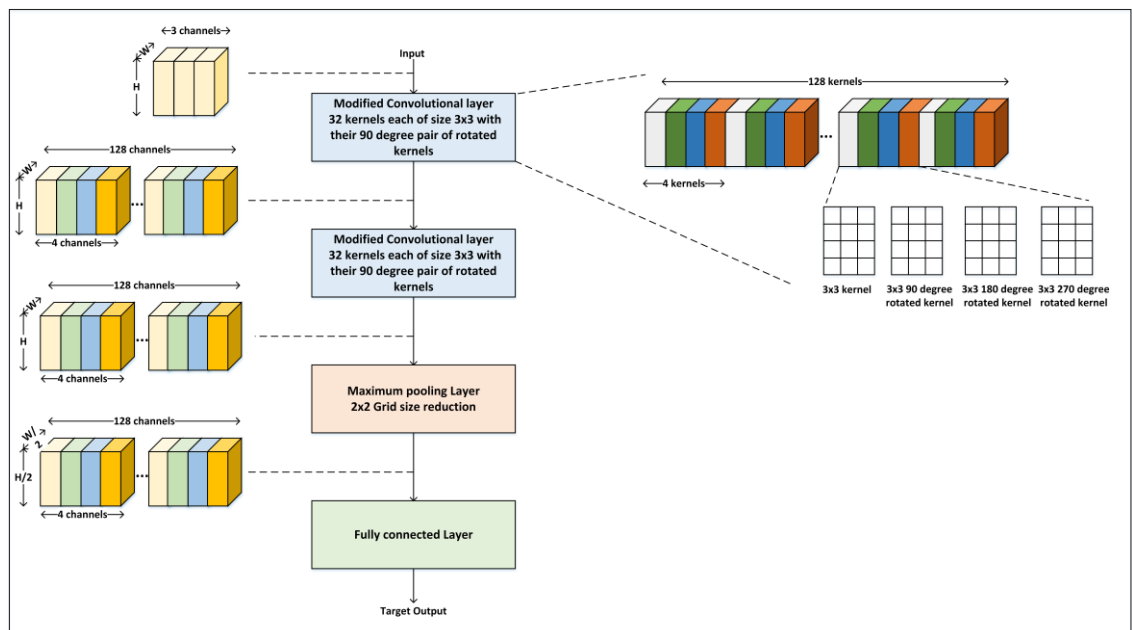 3 channels
W
H
Input
Modified Convolutional layer
32 kernels each of size 3x3 with
their 90 degree pair of rotated
kernels
128 kernels
...
4 kernels
3x3 kernel
3x3 90 degree
rotated kernel
3x3 180 degree
rotated kernel
3x3 270 degree
rotated kernel
128 channels
W
H
...
4 channels
Modified Convolutional layer
32 kernels each of size 3x3 with
their 90 degree pair of rotated
kernels
128 channels
W
H
...
4 channels
Maximum pooling Layer
2x2 Grid size reduction
128 channels
W/
2
H/2
...
4 channels
Fully connected Layer
Target Output